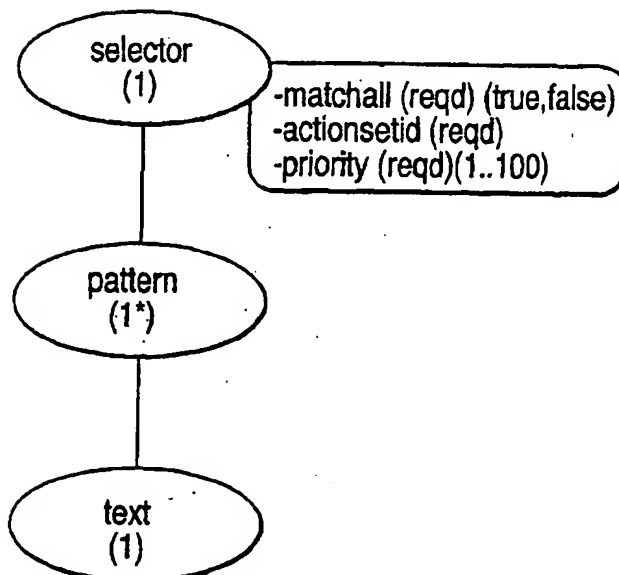 selector
(1)
-matchall (reqd) (true,false)
-actionsetid (reqd)
-priority (reqd)(1..100)
pattern
(1*)
text
(1)